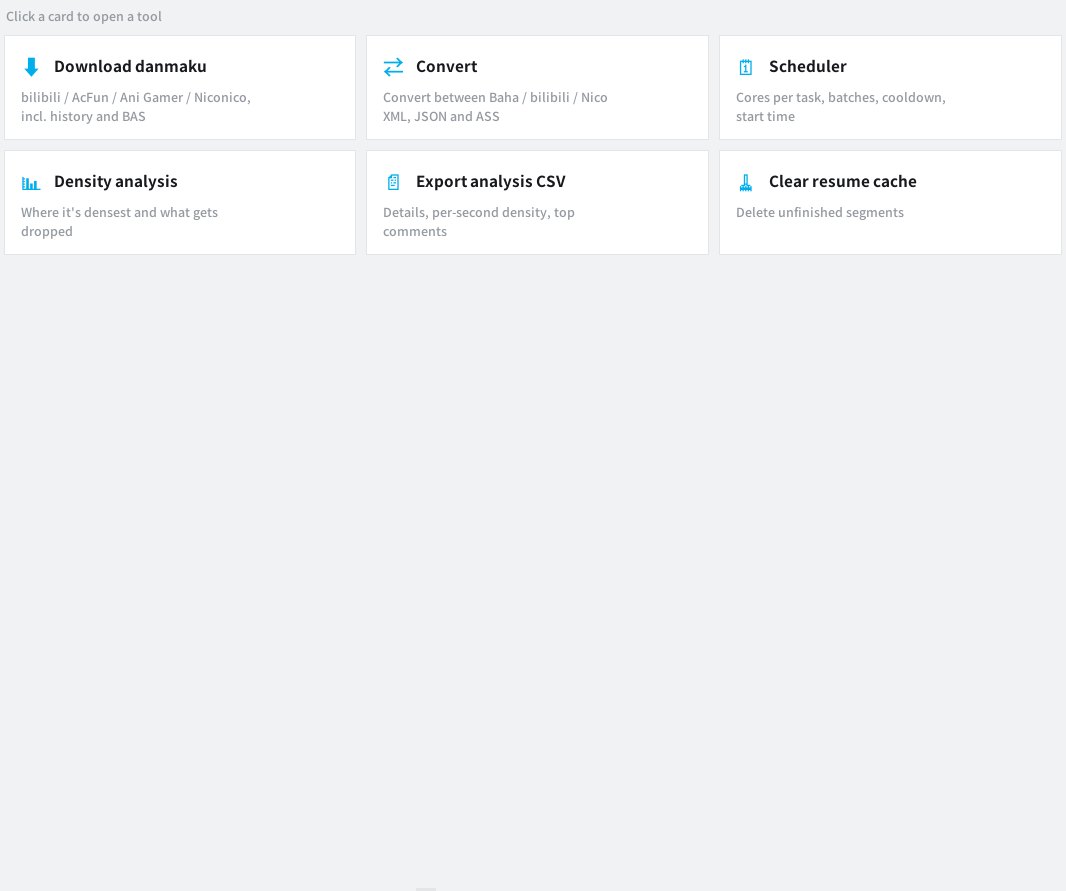 Click a card to open a tool
Download danmaku
bilibili / AcFun / Ani Gamer / Niconico,
incl. history and BAS
Convert
Convert between Baha / bilibili / Nico
XML, JSON and ASS
Scheduler
Cores per task, batches, cooldown,
start time
Density analysis
Where it's densest and what gets
dropped
Export analysis CSV
Details, per-second density, top
comments
Clear resume cache
Delete unfinished segments